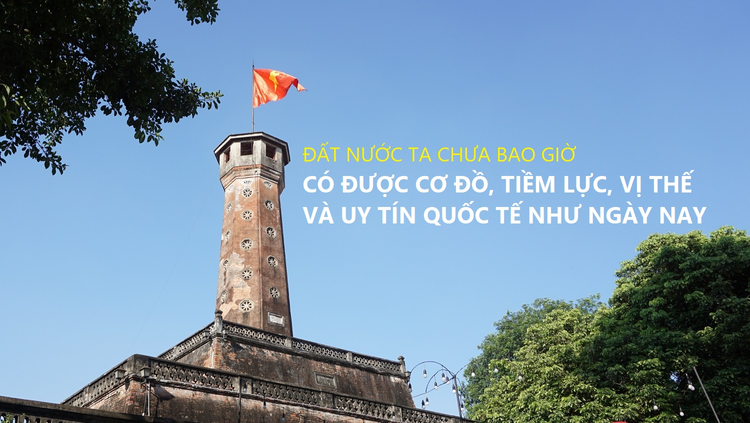 ĐẤT NƯỚC TA CHƯA BAO GIỜ
CÓ ĐƯỢC CƠ ĐỒ, TIỀM LỰC, VỊ THẾ
VÀ UY TÍN QUỐC TẾ NHƯ NGÀY NAY